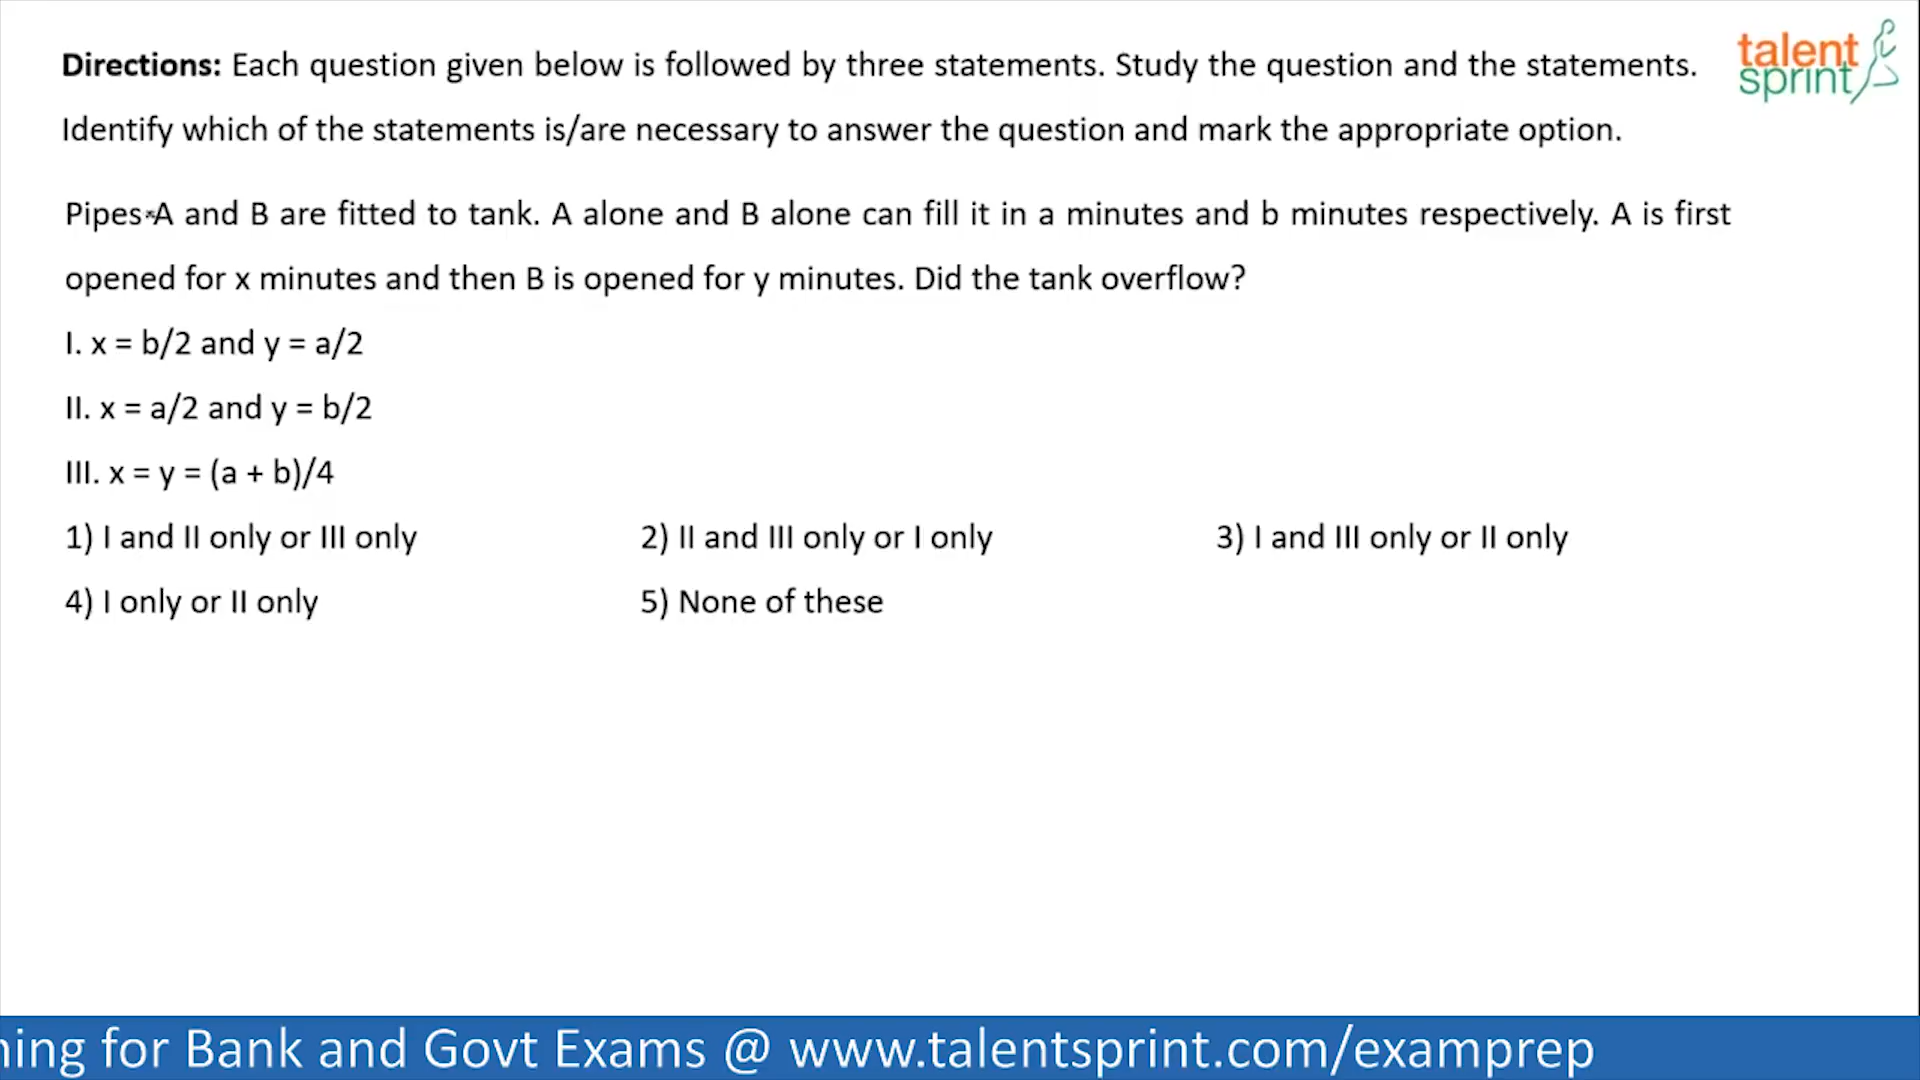 Directions: Each question given below is followed by three statements. Study the question and the statements.
talent
sprint
Identify which of the statements is/are necessary to answer the question and mark the appropriate option.
Pipes A and B are fitted to tank. A alone and B alone can fill it in a minutes and b minutes respectively. A is first
opened for x minutes and then B is opened for y minutes. Did the tank overflow?
I. x = b/2 and y = a/2
II. x = a/2 and y = b/2
III. x = y = (a + b)/4
1) I and II only or III only 2) II and III only or I only 3) I and III only or II only
4) I only or II only 5) None of these
for Bank and Govt Exams @ www.talentsprint.com/examprep